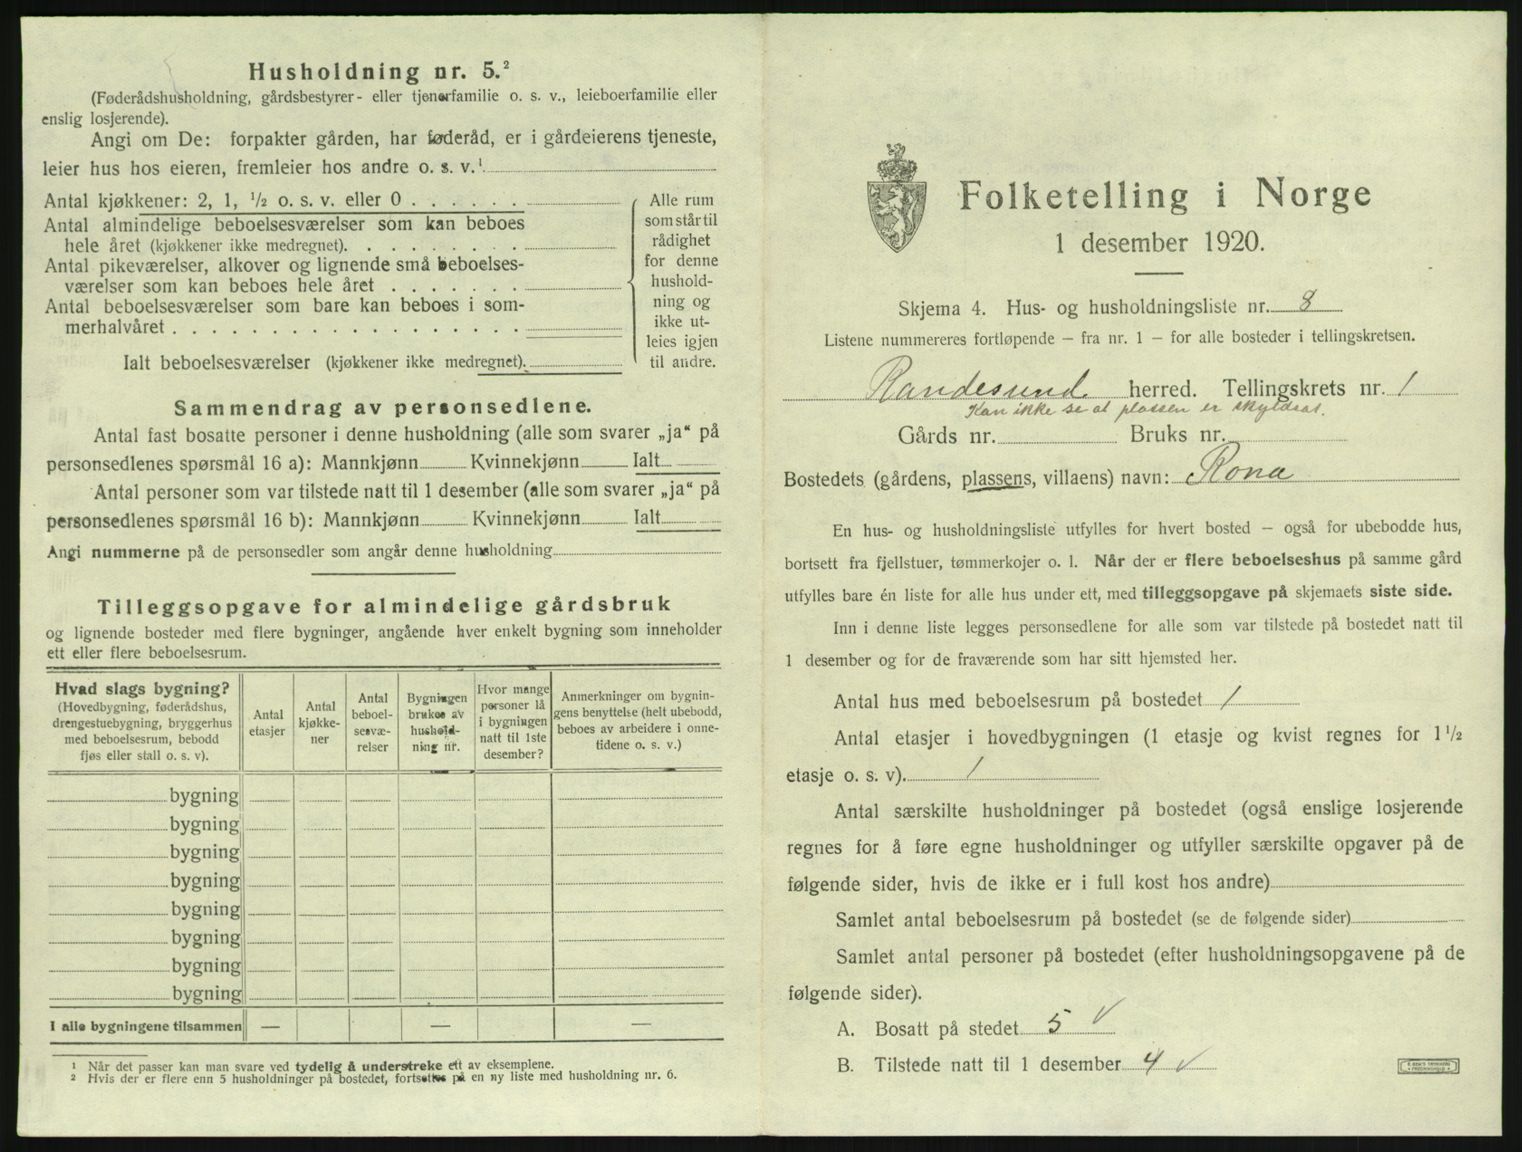 Husholdning nr. 5.²
(Føderådshusholdning, gårdsbestyrer- eller tjenerfamilie o. s. v., leieboerfamilie eller
enslig losjerende).
Angi om De: forpakter gården, har føderåd, er i gårdeierens tjeneste,
leier hus hos eieren, fremleier hos andre o. s. v.¹
Antal kjøkkener: 2, 1, ½ o. s. v. eller 0 . . . . . .
Antal almindelige beboelsesværelser som kan beboes
hele året (kjøkkener ikke medregnet). . . . . . . .
Antal pikeværelser, alkover og lignende små beboelses-
værelser som kan beboes hele året . . . . . . .
Antal beboelsesværelser som bare kan beboes i som-
merhalvåret . . . . . . . . . . . . . . . . . .
Ialt beboelsesværelser (kjøkkener ikke medregnet).
Alle rum
som står til
rådighet
for denne
hushold-
ning og
ikke ut-
leies igjen
til andre.
Sammendrag av personsedlene.
Antal fast bosatte personer i denne husholdning (alle som svarer „ja“ på
personsedlenes spørsmål 16 a): Mannkjønn Kvinnekjønn Ialt
Antal personer som var tilstede natt til 1 desember (alle som svarer „ja“ på
personsedlenes spørsmål 16 b): Mannkjønn Kvinnekjønn Ialt
Angi nummerne på de personsedler som angår denne husholdning
Tilleggsopgave for almindelige gårdsbruk
og lignende bosteder med flere bygninger, angående hver enkelt bygning som inneholder
ett eller flere beboelsesrum.
Hvad slags bygning?
(Hovedbygning, føderådshus,
drengestuebygning, bryggerhus
med beboelsesrum, bebodd
fjøs eller stall o. s. v).
Antal
etasjer
Antal
kjøkke-
ner
Antal
beboel-
sesvæ-
relser
Bygningen
brukes av
hushold-
ning nr.
Hvor mange
personer lå
i bygningen
natt til 1ste
desember?
Anmerkninger om bygnin-
gens benyttelse (helt ubebodd,
beboes av arbeidere i onne-
tidene o. s. v.)
bygning
bygning
bygning
bygning
bygning
bygning
bygning
bygning
I alle bygningene tilsammen — — —
¹ Når det passer kan man svare ved tydelig å understreke ett av eksemplene.
² Hvis der er flere enn 5 husholdninger på bostedet, fortsettes på en ny liste med husholdning nr. 6.
Folketelling i Norge
1 desember 1920.
Skjema 4. Hus- og husholdningsliste nr. 8
Listene nummereres fortløpende — fra nr. 1 — for alle bosteder i tellingskretsen.
Randesund herred. Tellingskrets nr. 1
Kan ikke se at plassen er skyldsat.
Gårds nr. Bruks nr.
Bostedets (gårdens, plassens, villaens) navn: Rona
En hus- og husholdningsliste utfylles for hvert bosted — også for ubebodde hus,
bortsett fra fjellstuer, tømmerkojer o. l. Når der er flere beboelseshus på samme gård
utfylles bare én liste for alle hus under ett, med tilleggsopgave på skjemaets siste side.
Inn i denne liste legges personsedlene for alle som var tilstede på bostedet natt til
1 desember og for de fraværende som har sitt hjemsted her.
Antal hus med beboelsesrum på bostedet 1
Antal etasjer i hovedbygningen (1 etasje og kvist regnes for 1½
etasje o. s. v). 1
Antal særskilte husholdninger på bostedet (også enslige losjerende
regnes for å føre egne husholdninger og utfyller særskilte opgaver på de
følgende sider, hvis de ikke er i full kost hos andre)
Samlet antal beboelsesrum på bostedet (se de følgende sider)
Samlet antal personer på bostedet (efter husholdningsopgavene på de
følgende sider).
A. Bosatt på stedet 5 ✓
B. Tilstede natt til 1 desember 4 ✓